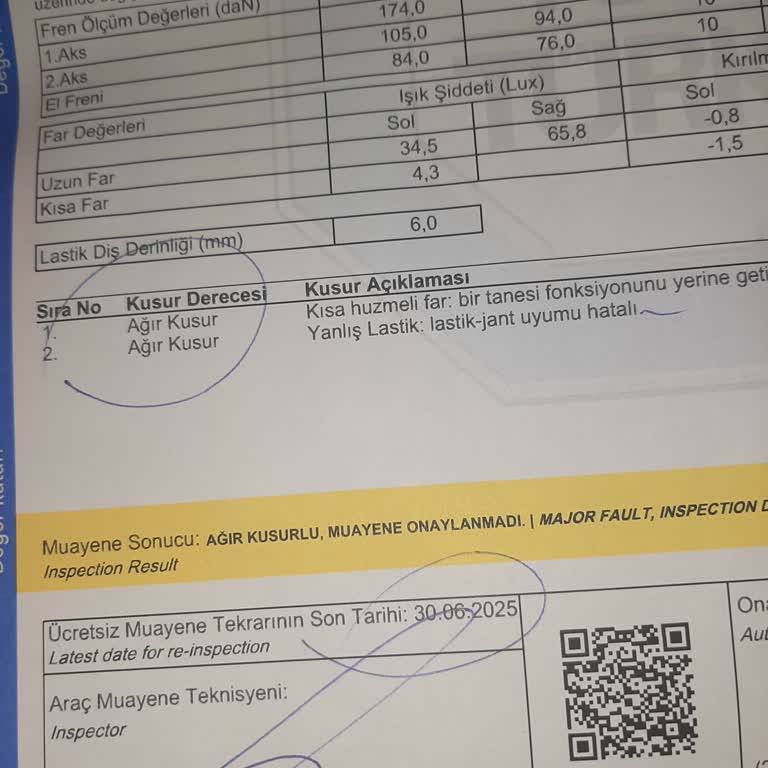 Fren Ölçüm Değerleri (daN)
174,0
1.Aks 105,0 94,0 10
2.Aks 84,0 76,0
El Freni
Far Değerleri Işık Şiddeti (Lux)
Sol Sağ Sol
Uzun Far 34,5 65,8 -0,8
Kısa Far 4,3 -1,5
Lastik Diş Derinliği (mm) 6,0
Sıra No Kusur Derecesi Kusur Açıklaması
1. Ağır Kusur Kısa huzmeli far: bir tanesi fonksiyonunu yerine geti
2. Ağır Kusur Yanlış Lastik: lastik-jant uyumu hatalı
Muayene Sonucu: AĞIR KUSURLU, MUAYENE ONAYLANMADI. | MAJOR FAULT, INSPECTION D
Inspection Result
Ücretsiz Muayene Tekrarının Son Tarihi: 30.06.2025
Latest date for re-inspection
Araç Muayene Teknisyeni:
Inspector